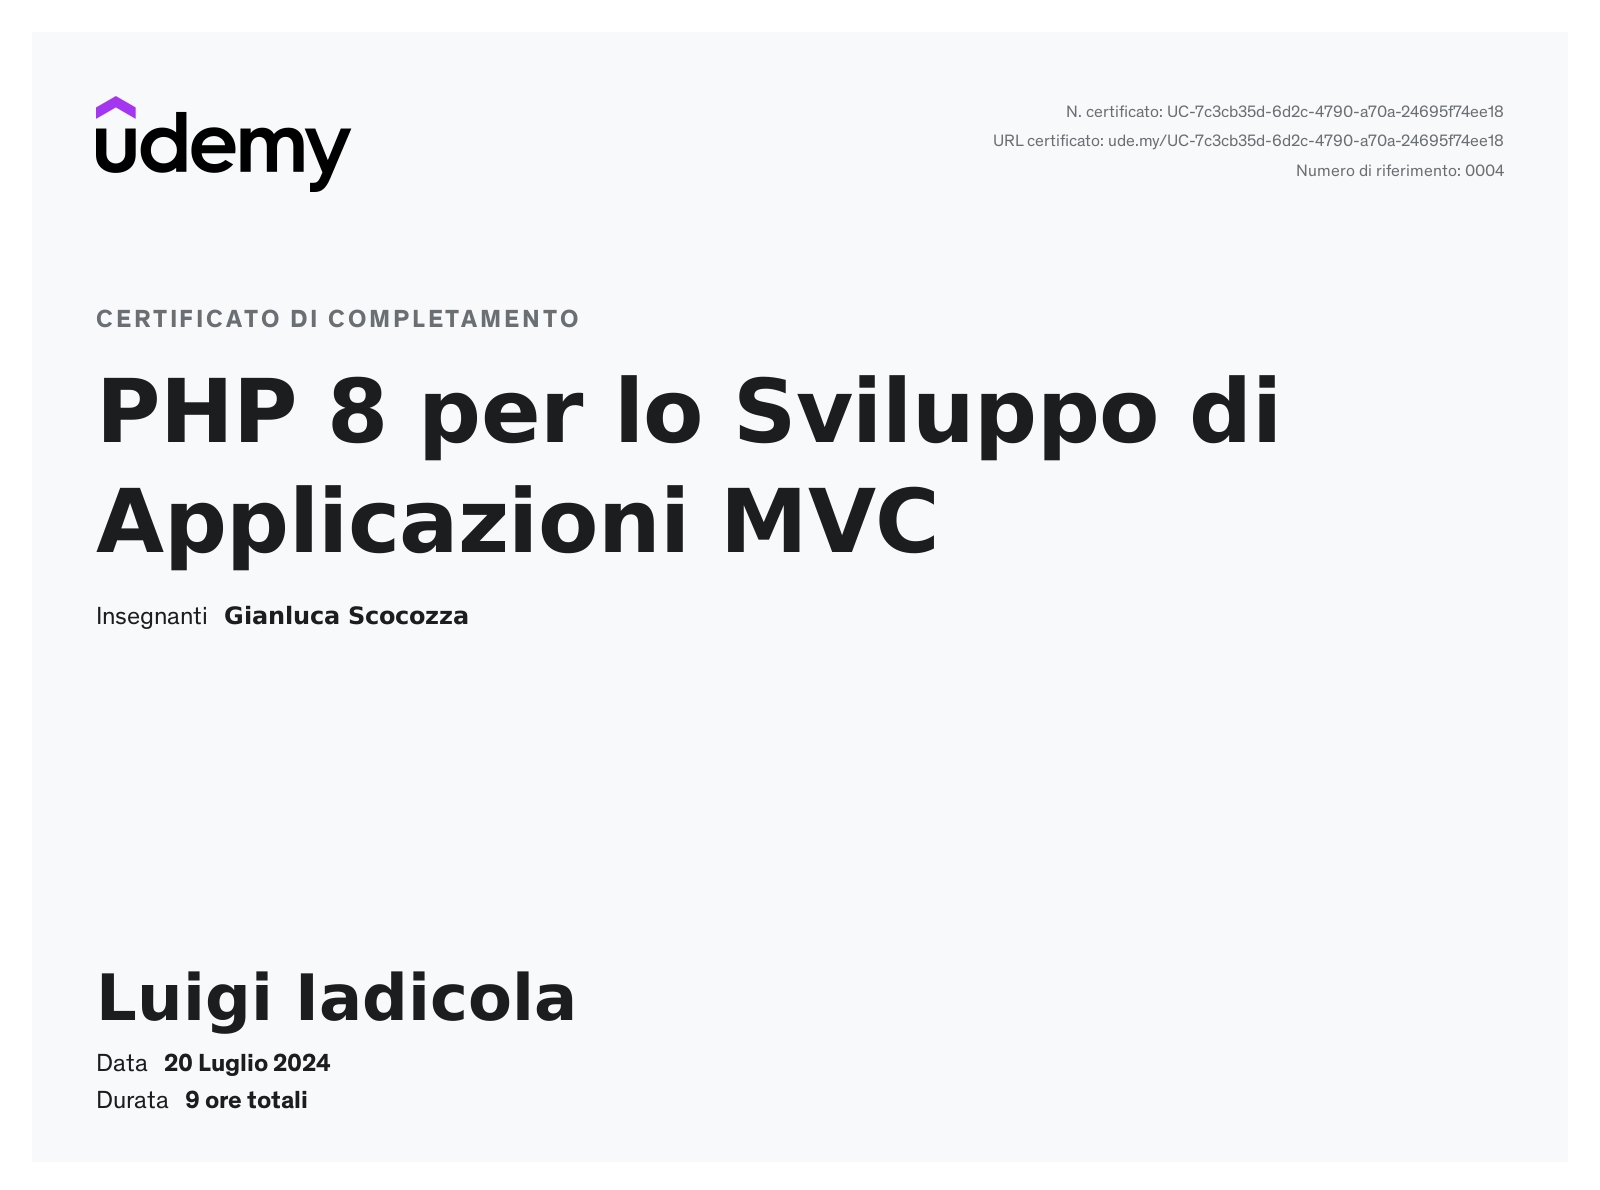 udemy
N. certificato: UC-7c3cb35d-6d2c-4790-a70a-24695f74ee18
URL certificato: ude.my/UC-7c3cb35d-6d2c-4790-a70a-24695f74ee18
Numero di riferimento: 0004
CERTIFICATO DI COMPLETAMENTO
PHP 8 per lo Sviluppo di
Applicazioni MVC
Insegnanti Gianluca Scocozza
Luigi Iadicola
Data 20 Luglio 2024
Durata 9 ore totali